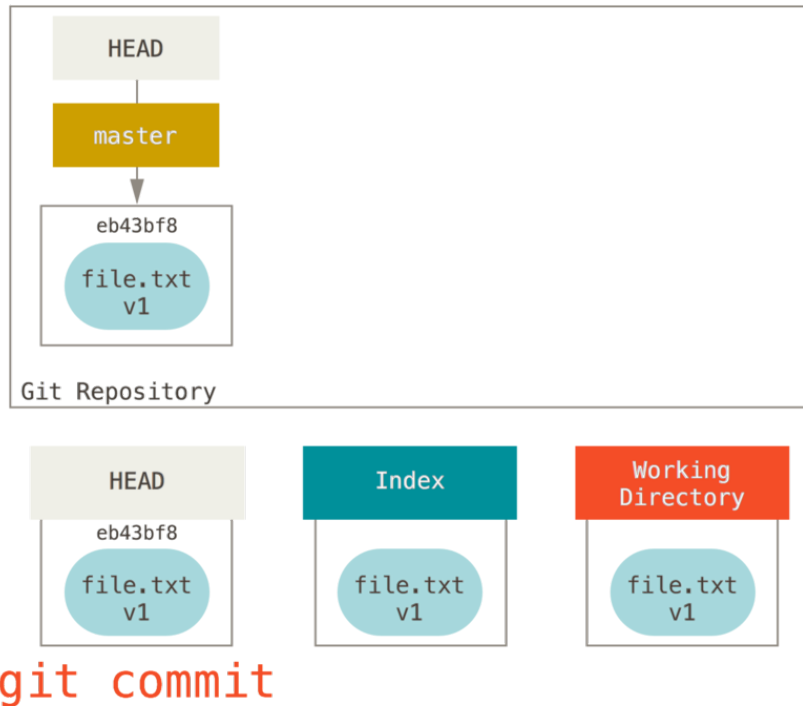 HEAD
master
eb43bf8
file.txt
v1
Git Repository
HEAD
Index
Working
Directory
eb43bf8
file.txt
v1
file.txt
v1
file.txt
v1
git commit